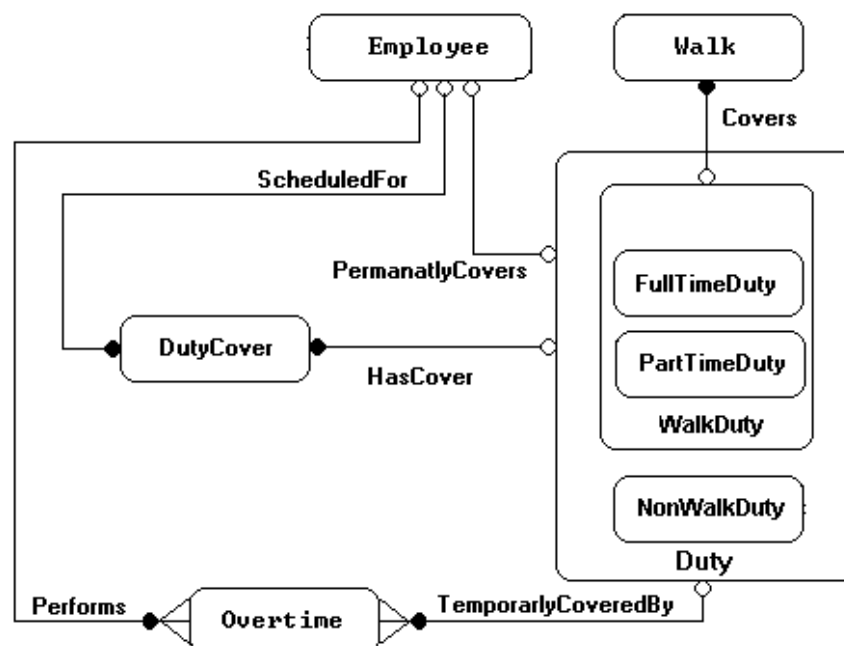 Employee
Walk
Covers
ScheduledFor
PermanatlyCovers
FullTimeDuty
DutyCover
HasCover
PartTimeDuty
WalkDuty
NonWalkDuty
Duty
Performs
Overtime
TemporarlyCoveredBy